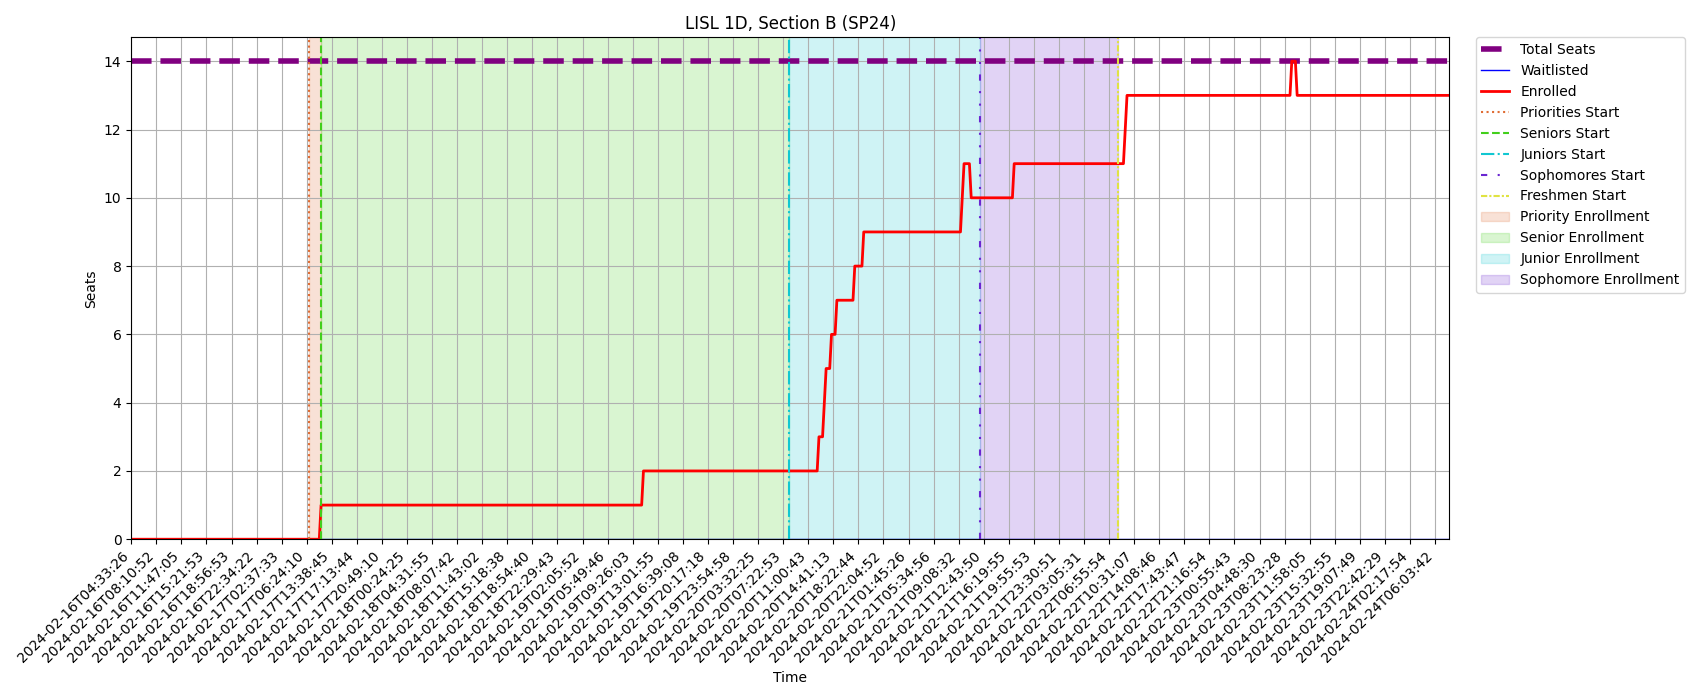 LISL 1D, Section B (SP24)
Total Seats
Waitlisted
Enrolled
Priorities Start
Seniors Start
Juniors Start
Sophomores Start
Freshmen Start
Priority Enrollment
Senior Enrollment
Junior Enrollment
Sophomore Enrollment
Seats
14
12
10
8
6
4
2
0
2024-02-16T04:33:26
2024-02-16T08:10:52
2024-02-16T11:47:05
2024-02-16T15:21:53
2024-02-16T18:56:53
2024-02-16T22:34:22
2024-02-17T02:37:33
2024-02-17T06:24:10
2024-02-17T13:38:45
2024-02-17T17:13:44
2024-02-17T20:49:10
2024-02-18T00:24:25
2024-02-18T04:31:55
2024-02-18T08:07:42
2024-02-18T11:43:02
2024-02-18T15:18:38
2024-02-18T18:54:40
2024-02-18T22:29:43
2024-02-19T02:05:52
2024-02-19T05:49:46
2024-02-19T09:26:03
2024-02-19T13:01:55
2024-02-19T16:39:08
2024-02-19T20:17:18
2024-02-19T23:54:58
2024-02-20T03:32:25
2024-02-20T07:22:53
2024-02-20T11:00:43
2024-02-20T14:41:13
2024-02-20T18:22:44
2024-02-20T22:04:52
2024-02-21T01:45:26
2024-02-21T05:34:56
2024-02-21T09:08:32
2024-02-21T12:43:50
2024-02-21T16:19:55
2024-02-21T19:55:53
2024-02-21T23:30:51
2024-02-22T03:05:31
2024-02-22T06:55:54
2024-02-22T10:31:07
2024-02-22T14:08:46
2024-02-22T17:43:47
2024-02-22T21:16:54
2024-02-23T00:55:43
2024-02-23T04:48:30
2024-02-23T08:23:28
2024-02-23T11:58:05
2024-02-23T15:32:55
2024-02-23T19:07:49
2024-02-23T22:42:29
2024-02-24T02:17:54
2024-02-24T06:03:42
Time